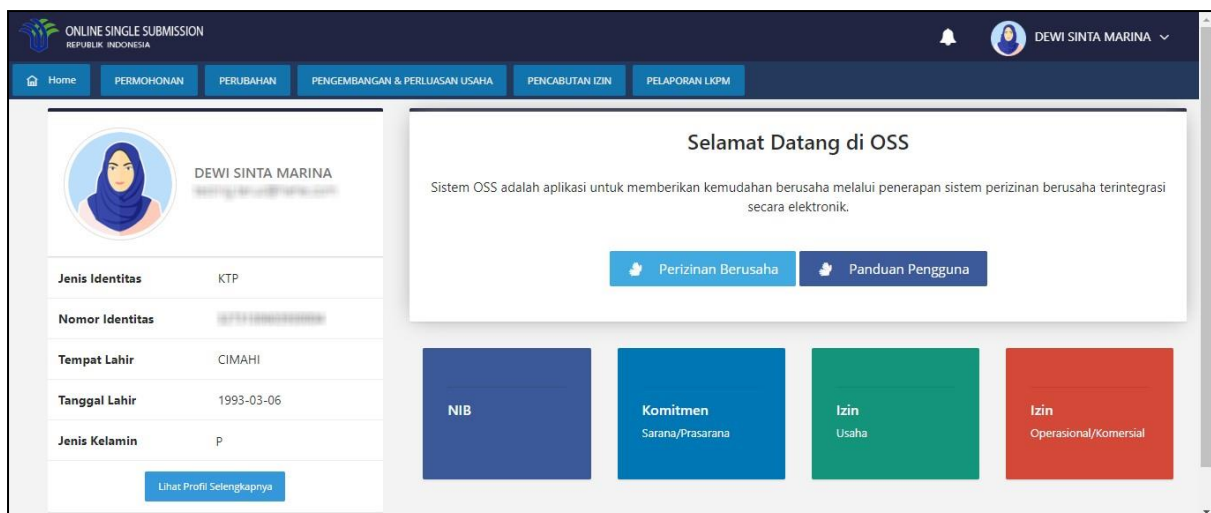 ONLINE SINGLE SUBMISSION
REPUBLIK INDONESIA
DEWI SINTA MARINA
Home PERMOHONAN PERUBAHAN PENGEMBANGAN & PERLUASAN USAHA PENCABUTAN IZIN PELAPORAN LKPM
DEWI SINTA MARINA
Jenis Identitas KTP
Nomor Identitas
Tempat Lahir CIMAHI
Tanggal Lahir 1993-03-06
Jenis Kelamin P
Lihat Profil Selengkapnya
Selamat Datang di OSS
Sistem OSS adalah aplikasi untuk memberikan kemudahan berusaha melalui penerapan sistem perizinan berusaha terintegrasi
secara elektronik.
Perizinan Berusaha Panduan Pengguna
NIB
Komitmen
Sarana/Prasarana
Izin
Usaha
Izin
Operasional/Komersial